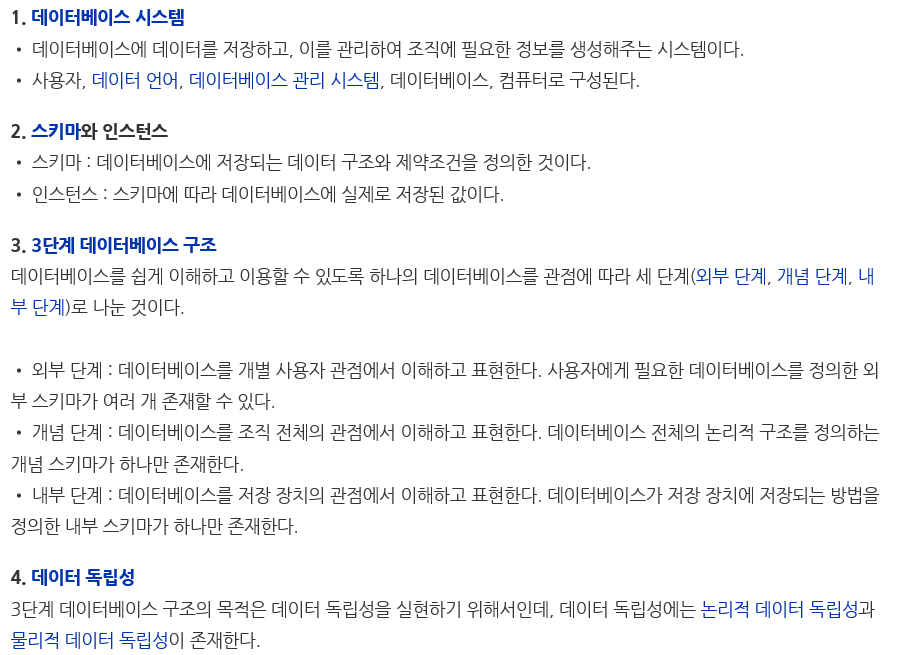 1. 데이터베이스 시스템
• 데이터베이스에 데이터를 저장하고, 이를 관리하여 조직에 필요한 정보를 생성해주는 시스템이다.
• 사용자, 데이터 언어, 데이터베이스 관리 시스템, 데이터베이스, 컴퓨터로 구성된다.
2. 스키마와 인스턴스
• 스키마 : 데이터베이스에 저장되는 데이터 구조와 제약조건을 정의한 것이다.
• 인스턴스 : 스키마에 따라 데이터베이스에 실제로 저장된 값이다.
3. 3단계 데이터베이스 구조
데이터베이스를 쉽게 이해하고 이용할 수 있도록 하나의 데이터베이스를 관점에 따라 세 단계(외부 단계, 개념 단계, 내
부 단계)로 나눈 것이다.
• 외부 단계 : 데이터베이스를 개별 사용자 관점에서 이해하고 표현한다. 사용자에게 필요한 데이터베이스를 정의한 외
부 스키마가 여러 개 존재할 수 있다.
• 개념 단계 : 데이터베이스를 조직 전체의 관점에서 이해하고 표현한다. 데이터베이스 전체의 논리적 구조를 정의하는
개념 스키마가 하나만 존재한다.
• 내부 단계 : 데이터베이스를 저장 장치의 관점에서 이해하고 표현한다. 데이터베이스가 저장 장치에 저장되는 방법을
정의한 내부 스키마가 하나만 존재한다.
4. 데이터 독립성
3단계 데이터베이스 구조의 목적은 데이터 독립성을 실현하기 위해서인데, 데이터 독립성에는 논리적 데이터 독립성과
물리적 데이터 독립성이 존재한다.